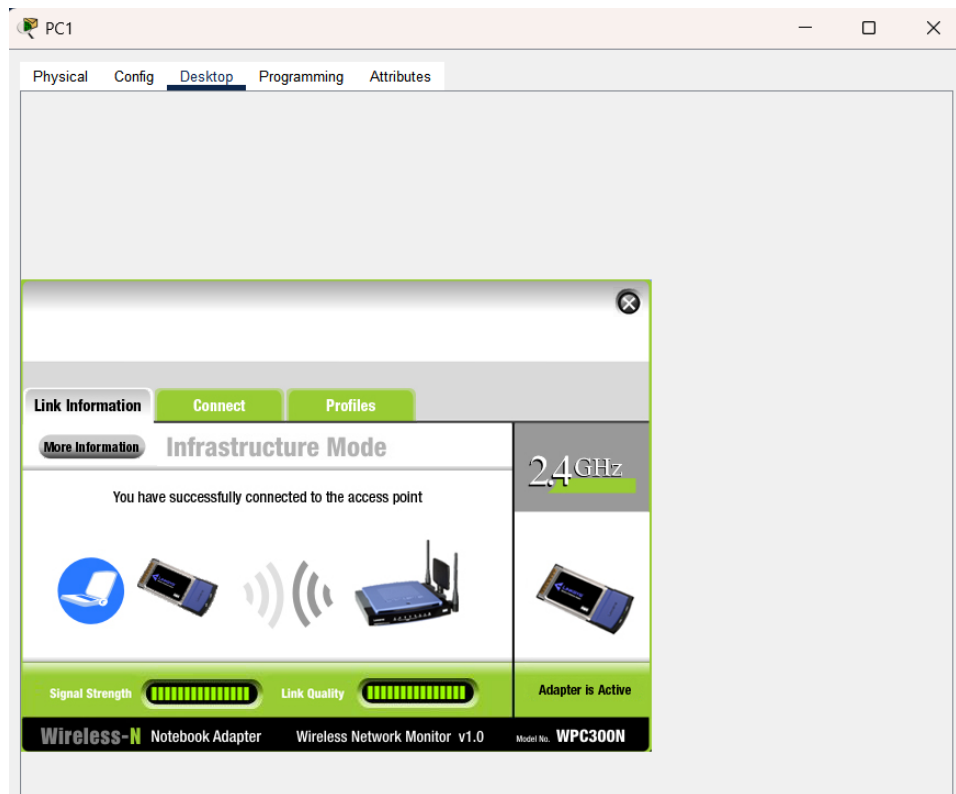 PC1
Physical Config Desktop Programming Attributes
Link Information Connect Profiles
More Information Infrastructure Mode
2.4GHz
You have successfully connected to the access point
Signal Strength Link Quality Adapter is Active
Wireless-N Notebook Adapter Wireless Network Monitor v1.0 Model No. WPC300N